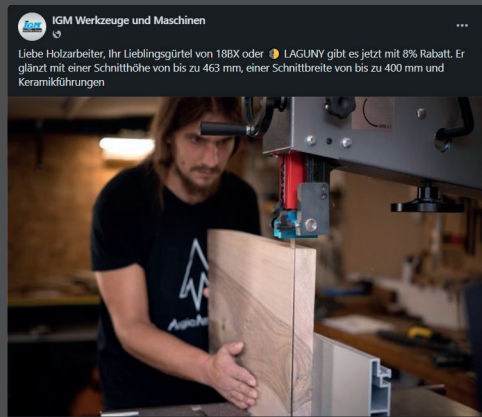 IGM Werkzeuge und Maschinen
Liebe Holzarbeiter, Ihr Lieblingsgürtel von 18BX oder 🌗 LAGUNY gibt es jetzt mit 8% Rabatt. Er
glänzt mit einer Schnitthöhe von bis zu 463 mm, einer Schnittbreite von bis zu 400 mm und
Keramikführungen